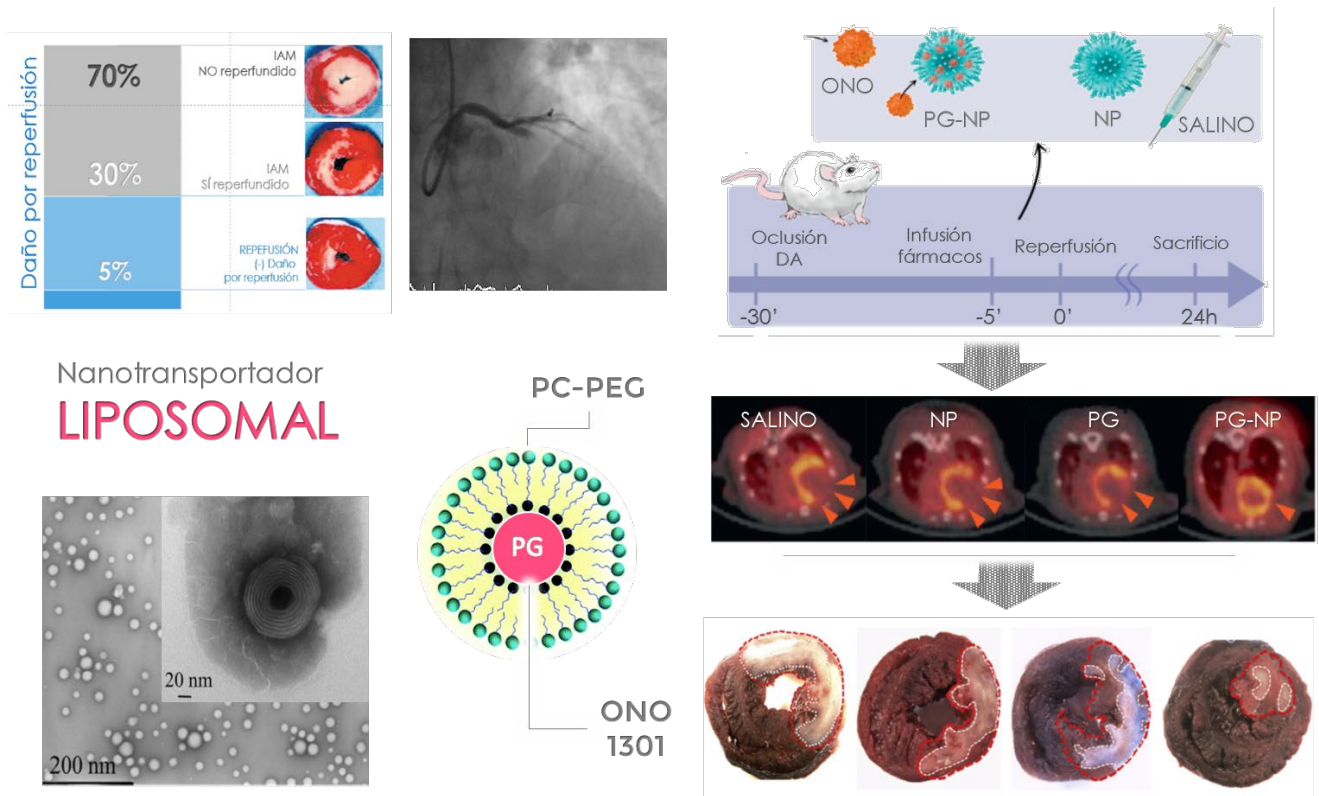 Daño por reperfusión
70%
IAM
NO reperfundido
30%
IAM
SÍ reperfundido
5%
REPEFUSIÓN
(-) Daño
por reperfusión
ONO
PG-NP
NP
SALINO
Oclusión
DA
Infusión
fármacos
Reperfusión
Sacrificio
-30’
-5’
0’
24h
Nanotransportador
LIPOSOMAL
PC-PEG
PG
ONO
1301
20 nm
200 nm
SALINO
NP
PG
PG-NP